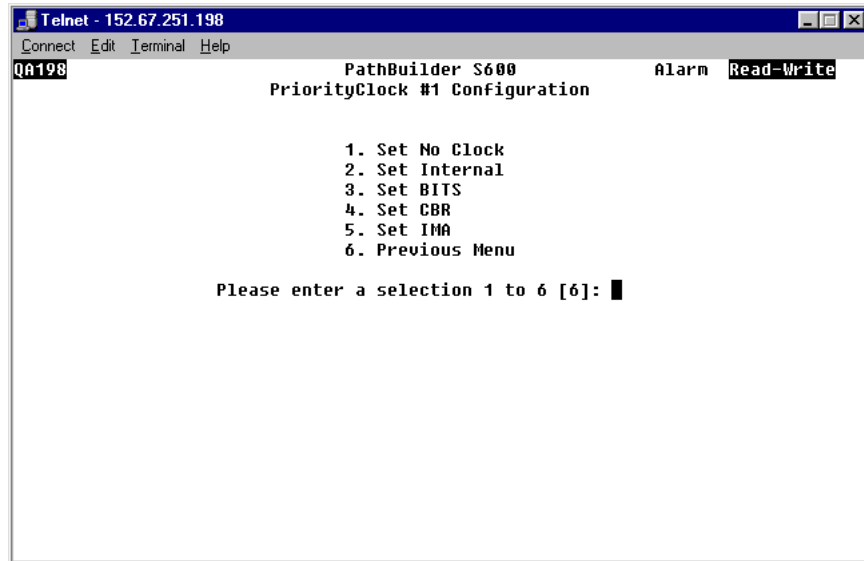 Telnet - 152.67.251.198
Connect Edit Terminal Help
QA198 PathBuilder S600 Alarm Read-Write
PriorityClock #1 Configuration
1. Set No Clock
2. Set Internal
3. Set BITS
4. Set CBR
5. Set IMA
6. Previous Menu
Please enter a selection 1 to 6 [6]: